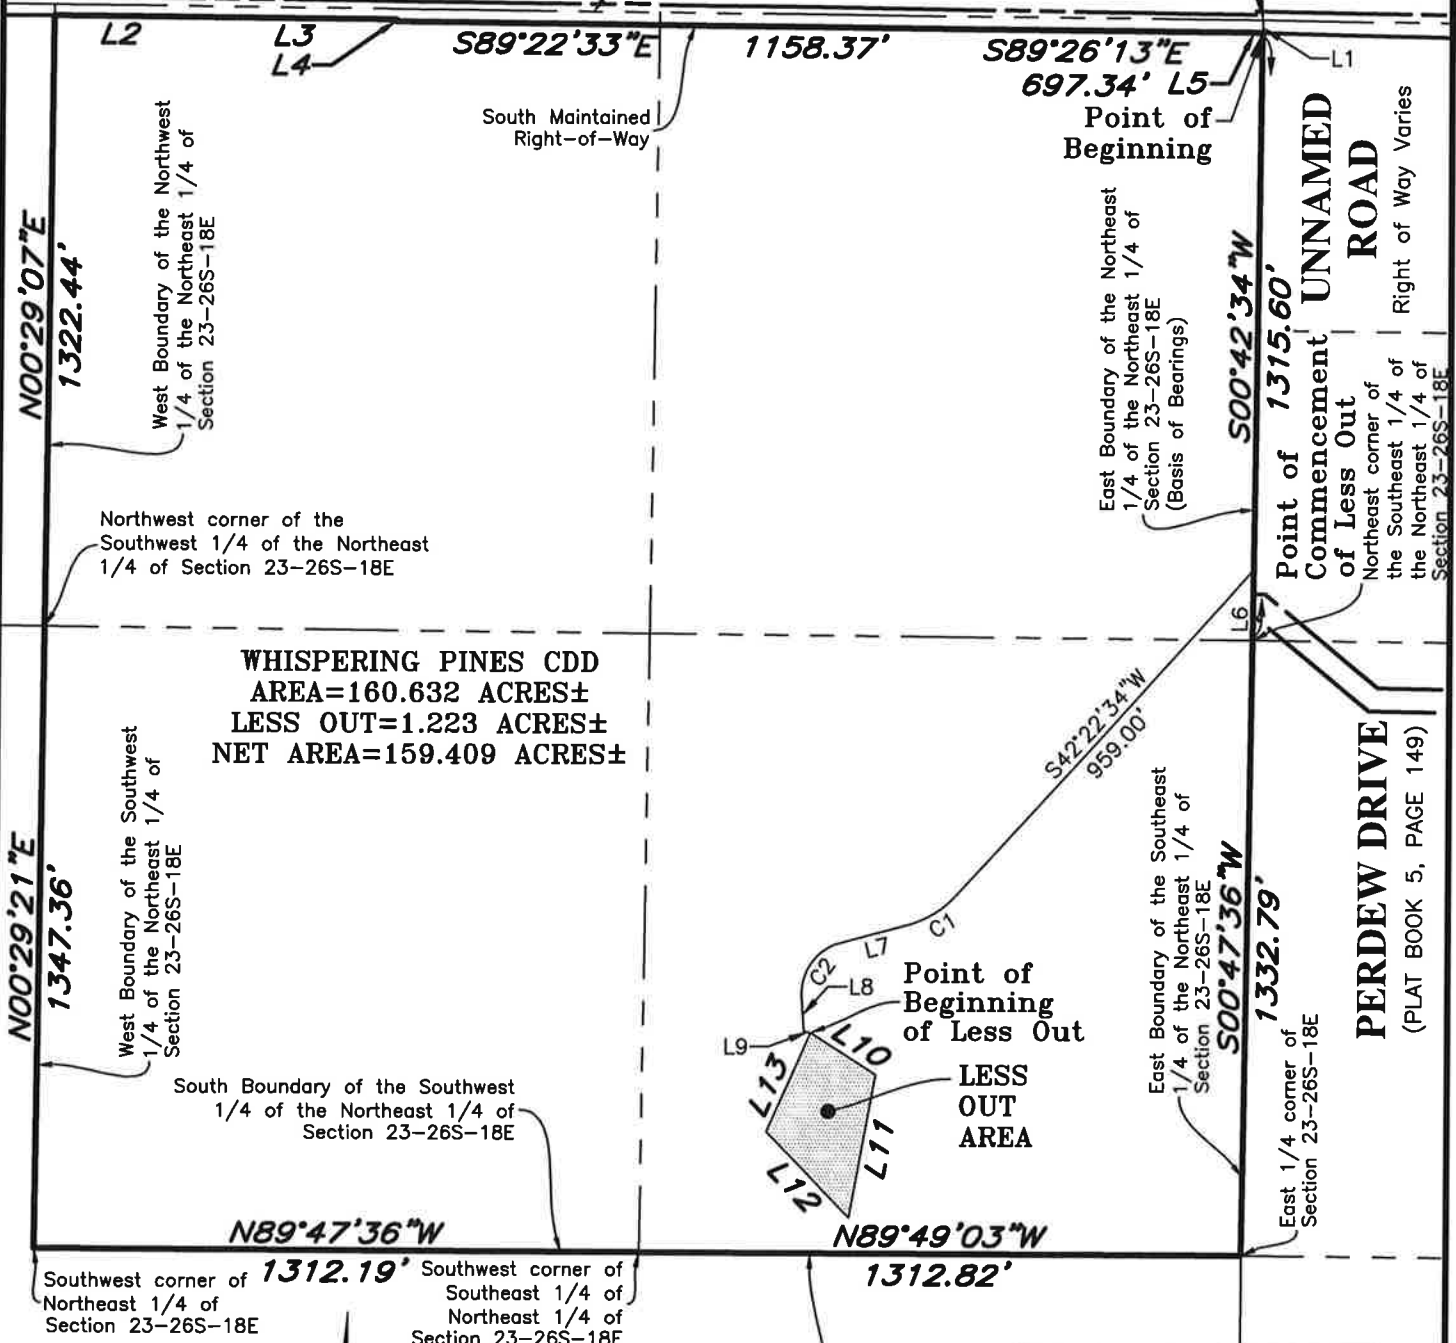 L2
L3
L4
S89°22'33"E
1158.37'
S89°26'13"E
697.34' L5
L1
Point of
Beginning
South Maintained
Right-of-Way
UNNAMED
ROAD
Right of Way Varies
N00°29'07"E
1322.44'
West Boundary of the Northwest
1/4 of the Northeast 1/4 of
Section 23-26S-18E
East Boundary of the Northeast
1/4 of the Northeast 1/4 of
Section 23-26S-18E
(Basis of Bearings)
S00°42'34"W
1315.60'
Point of
Commencement
of Less Out
Northeast corner of
the Southeast 1/4 of
the Northeast 1/4 of
Section 23-26S-18E
Northwest corner of the
Southwest 1/4 of the Northeast
1/4 of Section 23-26S-18E
L6
WHISPERING PINES CDD
AREA=160.632 ACRES±
LESS OUT=1.223 ACRES±
NET AREA=159.409 ACRES±
S42°22'34"W
959.00'
PERDEW DRIVE
(PLAT BOOK 5, PAGE 149)
N00°29'21"E
1347.36'
West Boundary of the Southwest
1/4 of the Northeast 1/4 of
Section 23-26S-18E
East Boundary of the Southeast
1/4 of the Northeast 1/4 of
Section 23-26S-18E
S00°47'36"W
1332.79'
C1
L7
C2
L8
Point of
Beginning
of Less Out
L9
L10
L13
LESS
OUT
AREA
L11
L12
South Boundary of the Southwest
1/4 of the Northeast 1/4 of
Section 23-26S-18E
East 1/4 corner of
Section 23-26S-18E
N89°47'36"W
1312.19'
N89°49'03"W
1312.82'
Southwest corner of
Northeast 1/4 of
Section 23-26S-18E
Southwest corner of
Southeast 1/4 of
Northeast 1/4 of
Section 23-26S-18E